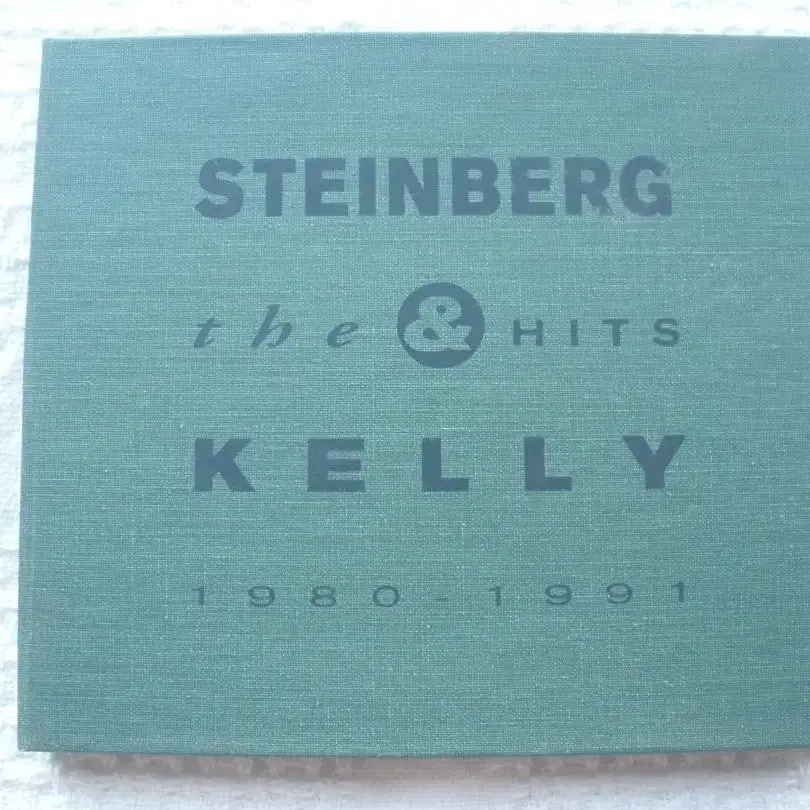 STEINBERG
the & HITS
KELLY
1980-1991